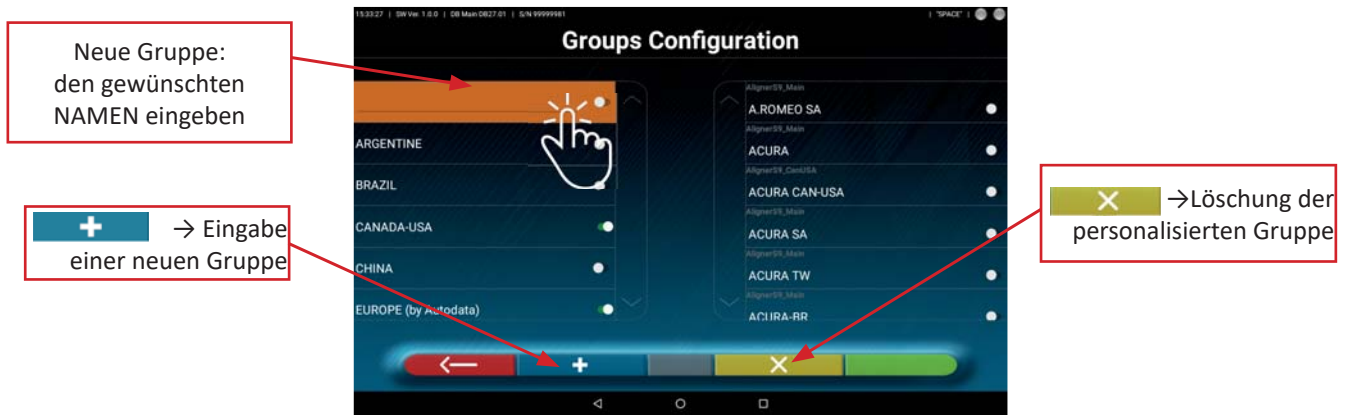 15:33:27 | SW Ver. 1.0.0 | DB Main DB27.01 | S/N 99999981
| "SPACE" |
Groups Configuration
Neue Gruppe:
den gewünschten
NAMEN eingeben
ARGENTINE
BRAZIL
CANADA-USA
CHINA
EUROPE (by Autodata)
AlignerS9_Main
A.ROMEO SA
AlignerS9_Main
ACURA
AlignerS9_CanUSA
ACURA CAN-USA
AlignerS9_Main
ACURA SA
AlignerS9_Main
ACURA TW
AlignerS9_Main
ACURA-BR
+ → Eingabe
einer neuen Gruppe
× →Löschung der
personalisierten Gruppe